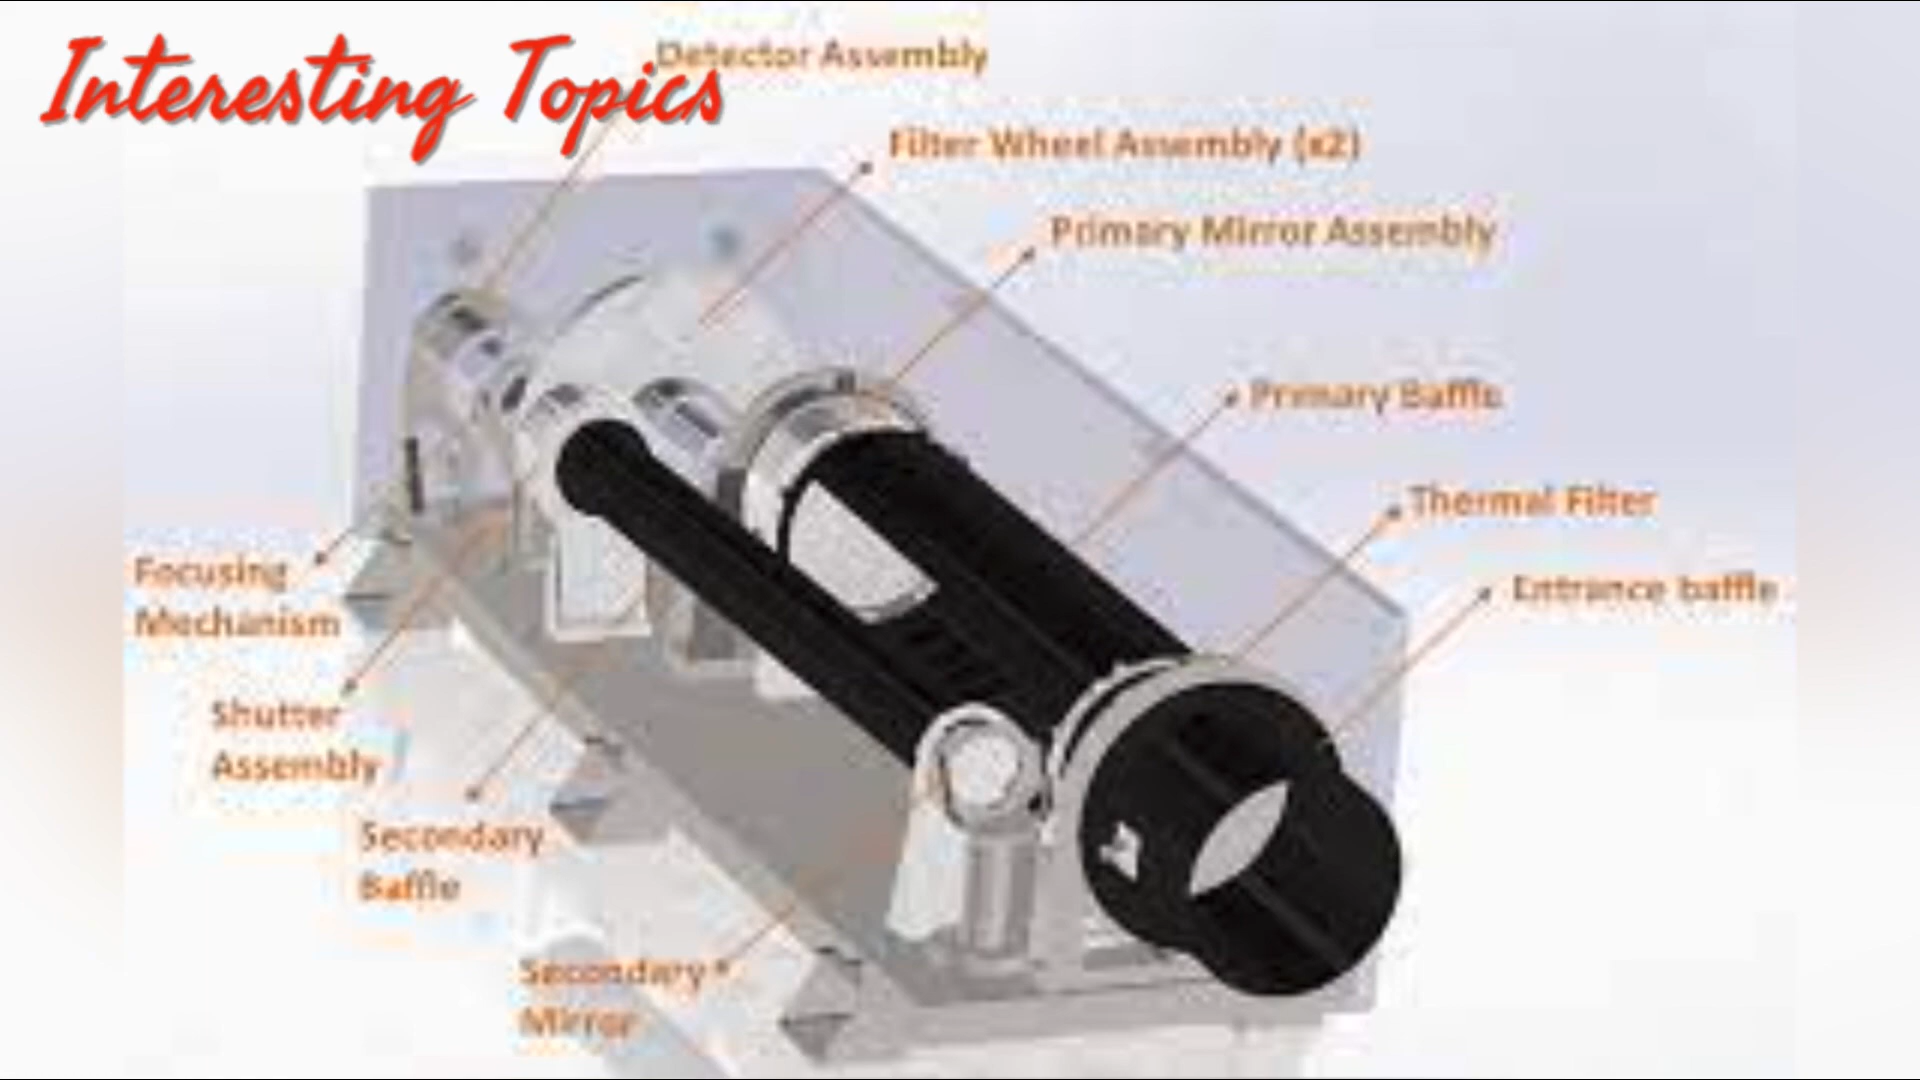 Interesting Topics
Detector Assembly
Filter Wheel Assembly (x2)
Primary Mirror Assembly
Primary Baffle
Thermal Filter
Entrance baffle
Focusing
Mechanism
Shutter
Assembly
Secondary
Baffle
Secondary
Mirror